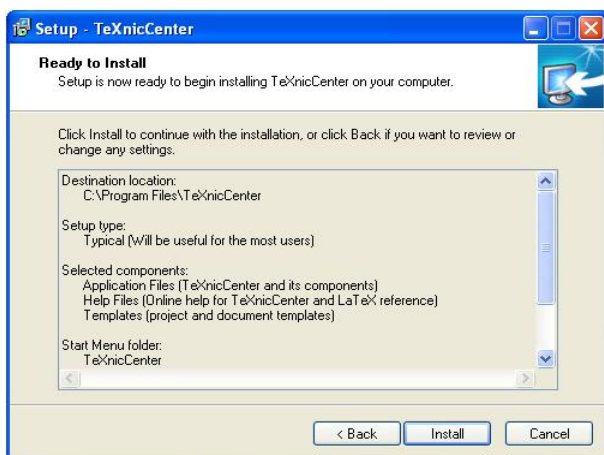 Setup - TeXnicCenter
Ready to Install
Setup is now ready to begin installing TeXnicCenter on your computer.
Click Install to continue with the installation, or click Back if you want to review or
change any settings.
Destination location:
C:\Program Files\TeXnicCenter
Setup type:
Typical (Will be useful for the most users)
Selected components:
Application Files (TeXnicCenter and its components)
Help Files (Online help for TeXnicCenter and LaTeX reference)
Templates (project and document templates)
Start Menu folder:
TeXnicCenter
< Back Install Cancel